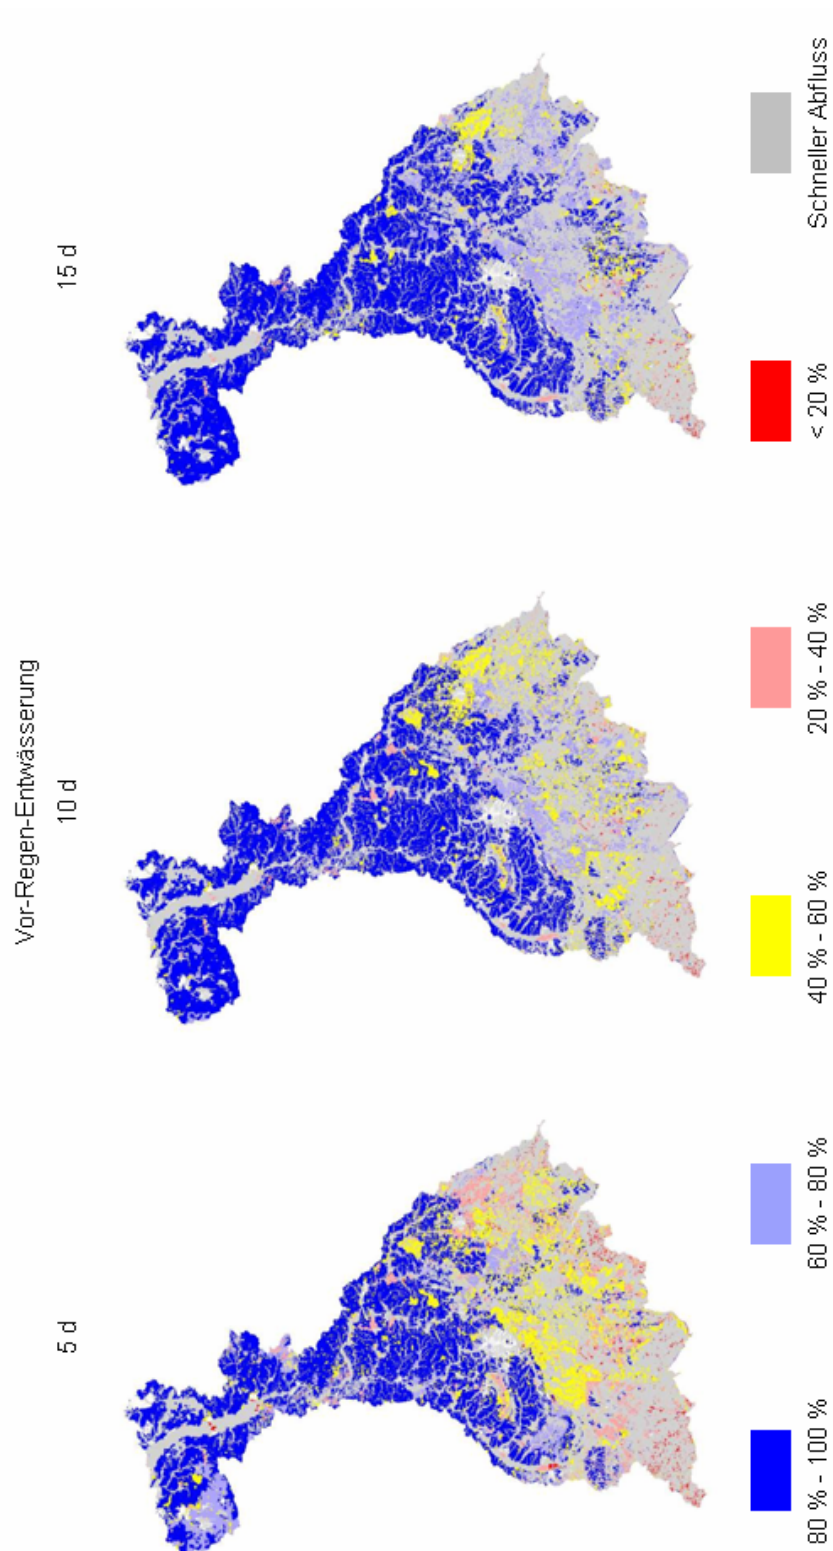 Vor-Regen-Entwässerung
5 d
10 d
15 d
80 % - 100 %
60 % - 80 %
40 % - 60 %
20 % - 40 %
< 20 %
Schneller Abfluss